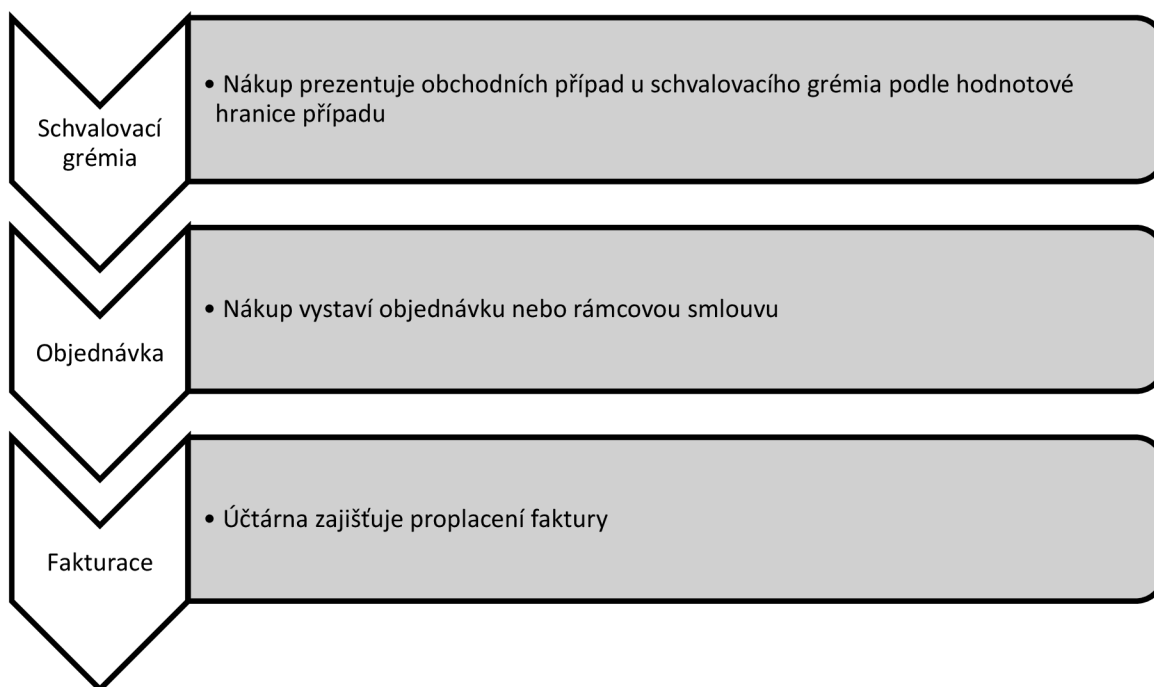 Schvalovací
grémia
• Nákup prezentuje obchodních případ u schvalovacího grémia podle hodnotové
hranice případu
Objednávka
• Nákup vystaví objednávku nebo rámcovou smlouvu
Fakturace
• Účtárna zajišťuje proplacení faktury